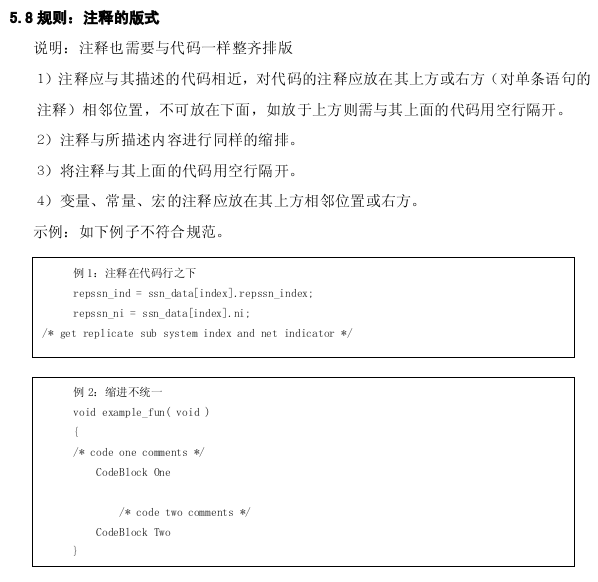 5.8 规则：注释的版式
说明：注释也需要与代码一样整齐排版
1）注释应与其描述的代码相近，对代码的注释应放在其上方或右方（对单条语句的
注释）相邻位置，不可放在下面，如放于上方则需与其上面的代码用空行隔开。
2）注释与所描述内容进行同样的缩排。
3）将注释与其上面的代码用空行隔开。
4）变量、常量、宏的注释应放在其上方相邻位置或右方。
示例：如下例子不符合规范。
例 1：注释在代码行之下
repssn_ind = ssn_data[index].repssn_index;
repssn_ni = ssn_data[index].ni;
/* get replicate sub system index and net indicator */
例 2：缩进不统一
void example_fun( void )
{
/* code one comments */
CodeBlock One
/* code two comments */
CodeBlock Two
}